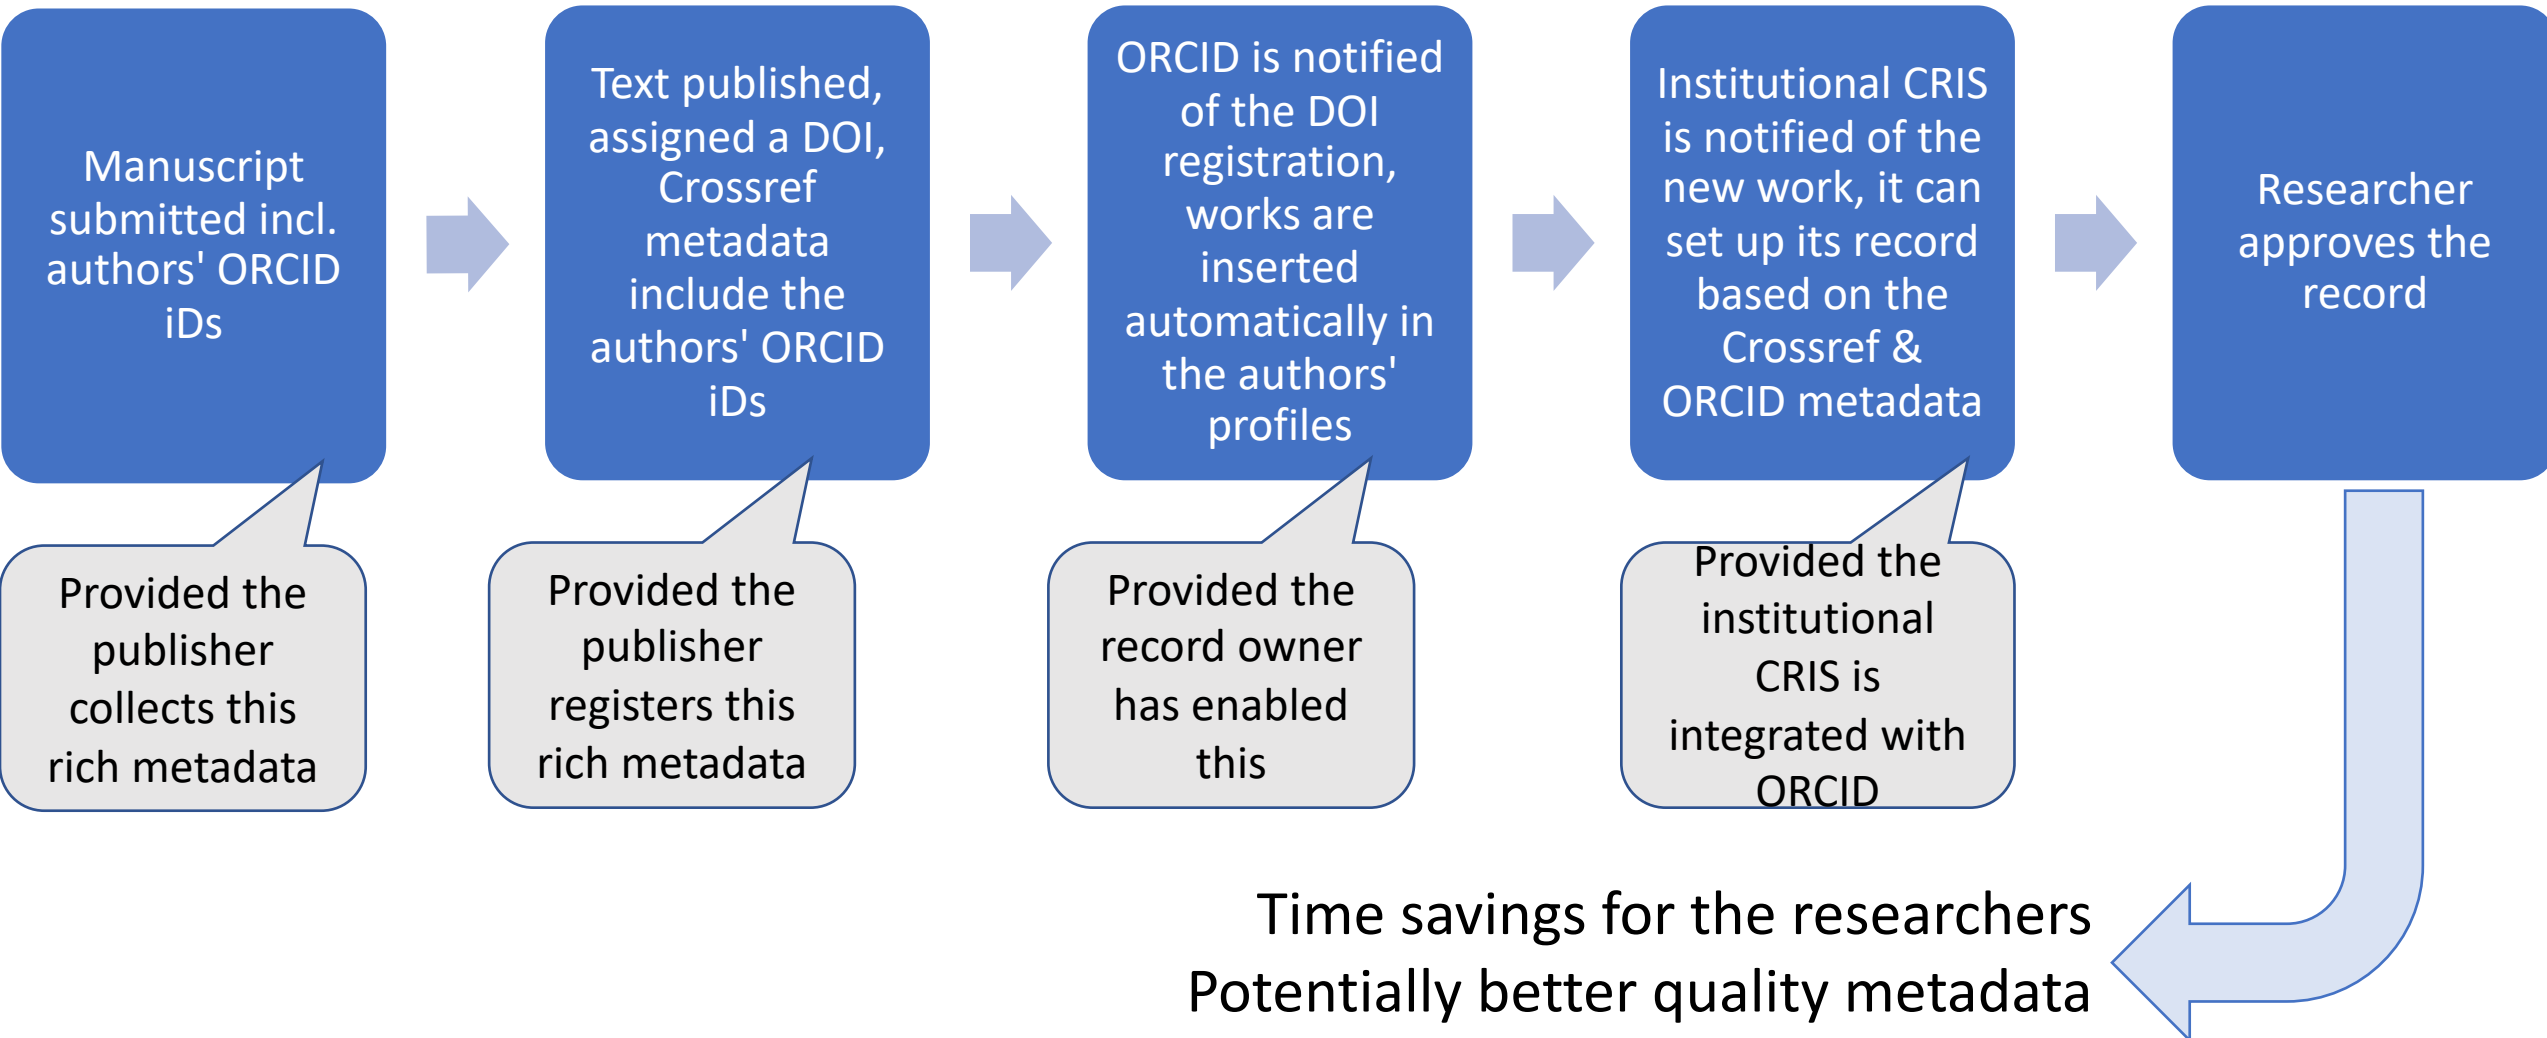 Manuscript
submitted incl.
authors' ORCID
iDs
Text published,
assigned a DOI,
Crossref
metadata
include the
authors' ORCID
iDs
ORCID is notified
of the DOI
registration,
works are
inserted
automatically in
the authors'
profiles
Institutional CRIS
is notified of the
new work, it can
set up its record
based on the
Crossref &
ORCID metadata
Researcher
approves the
record
Provided the
publisher
collects this
rich metadata
Provided the
publisher
registers this
rich metadata
Provided the
record owner
has enabled
this
Provided the
institutional
CRIS is
integrated with
ORCID
Time savings for the researchers
Potentially better quality metadata